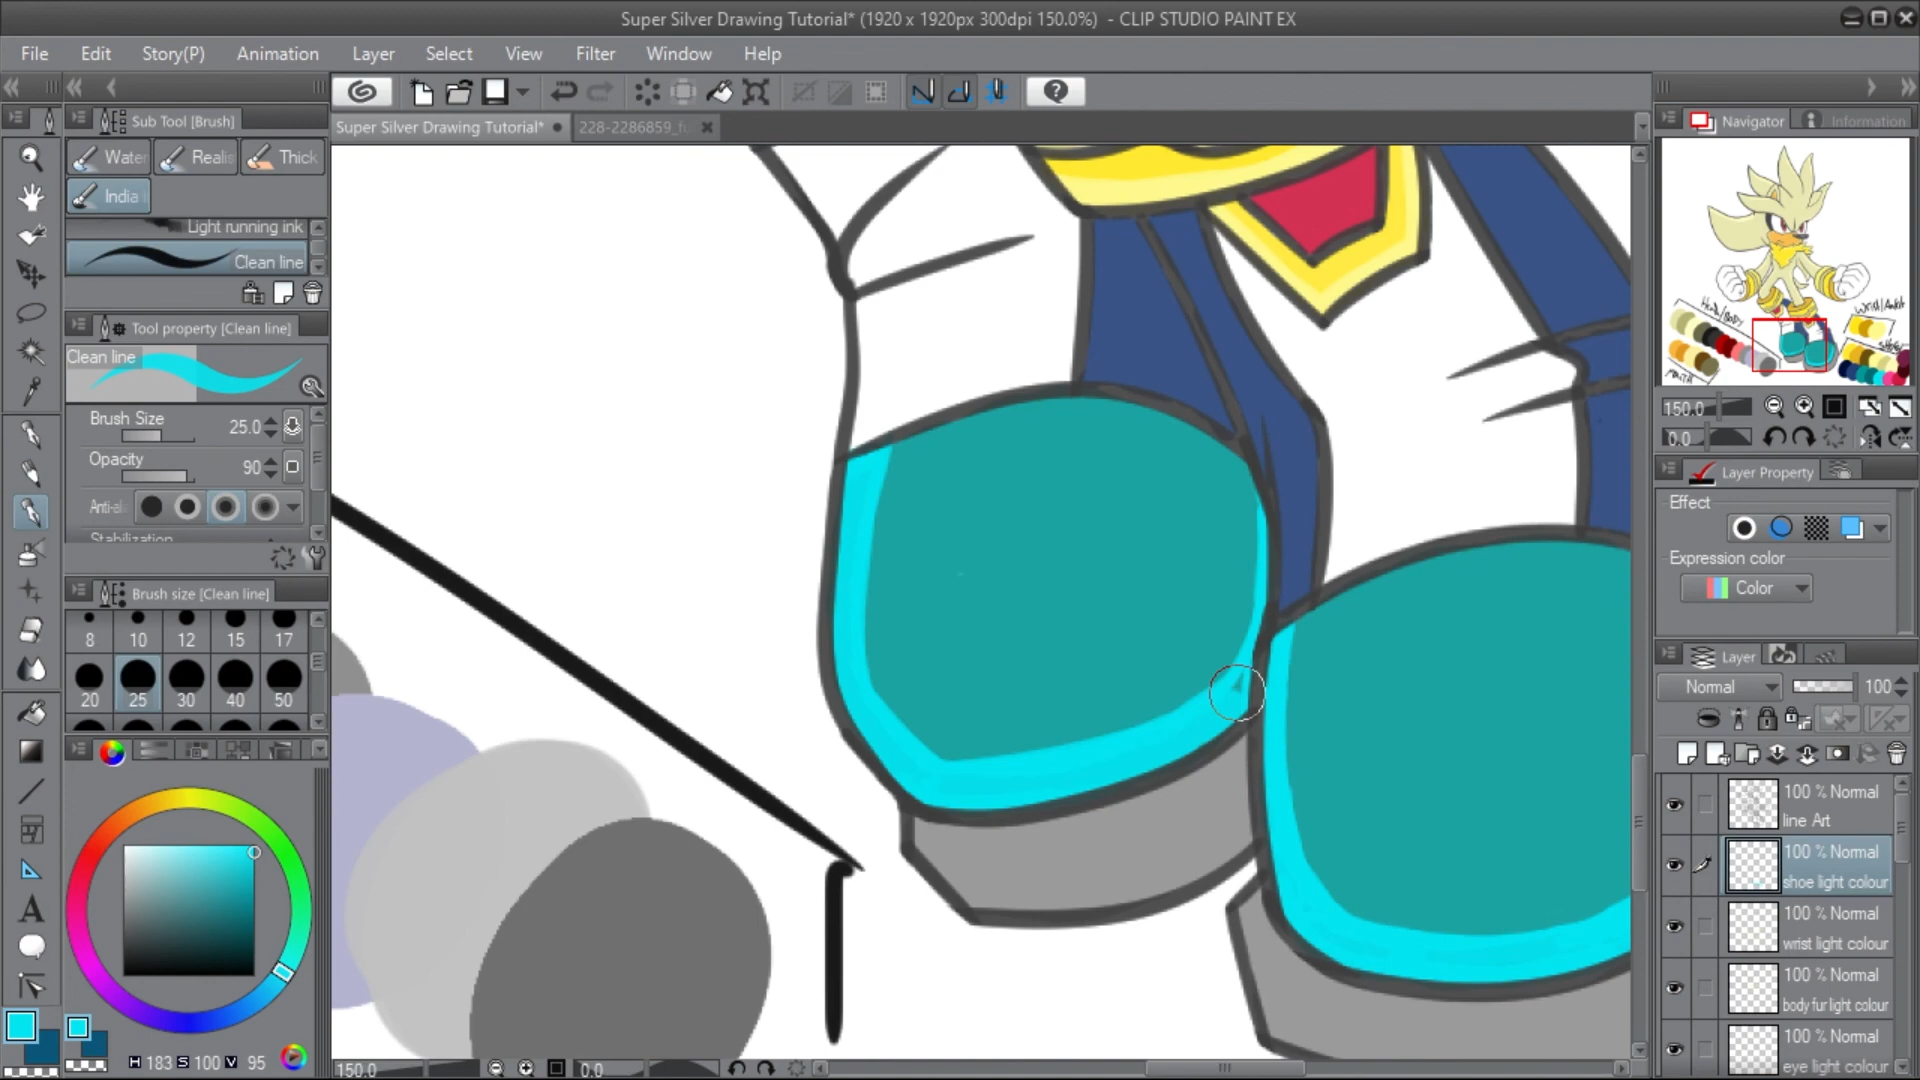 Super Silver Drawing Tutorial* (1920 x 1920px 300dpi 150.0%) - CLIP STUDIO PAINT EX
File Edit Story(P) Animation Layer Select View Filter Window Help
Super Silver Drawing Tutorial* 228-2286859_fu
Sub Tool [Brush]
Water Realis Thick
India
Light running ink
Clean line
Tool property [Clean line]
Clean line
Brush Size 25.0
Opacity 90
Anti-al
Stabilization
Brush size [Clean line]
8 10 12 15 17
20 25 30 40 50
H 183 S 100 V 95
150.0 0.0
Navigator Information
Head/BODY
Wrist/Ankle
MOUTH
150.0
0.0
Layer Property
Effect
Expression color
Color
Layer
Normal 100
100 % Normal
line Art
100 % Normal
shoe light colour
100 % Normal
wrist light colour
100 % Normal
body fur light colour
100 % Normal
eye light colour